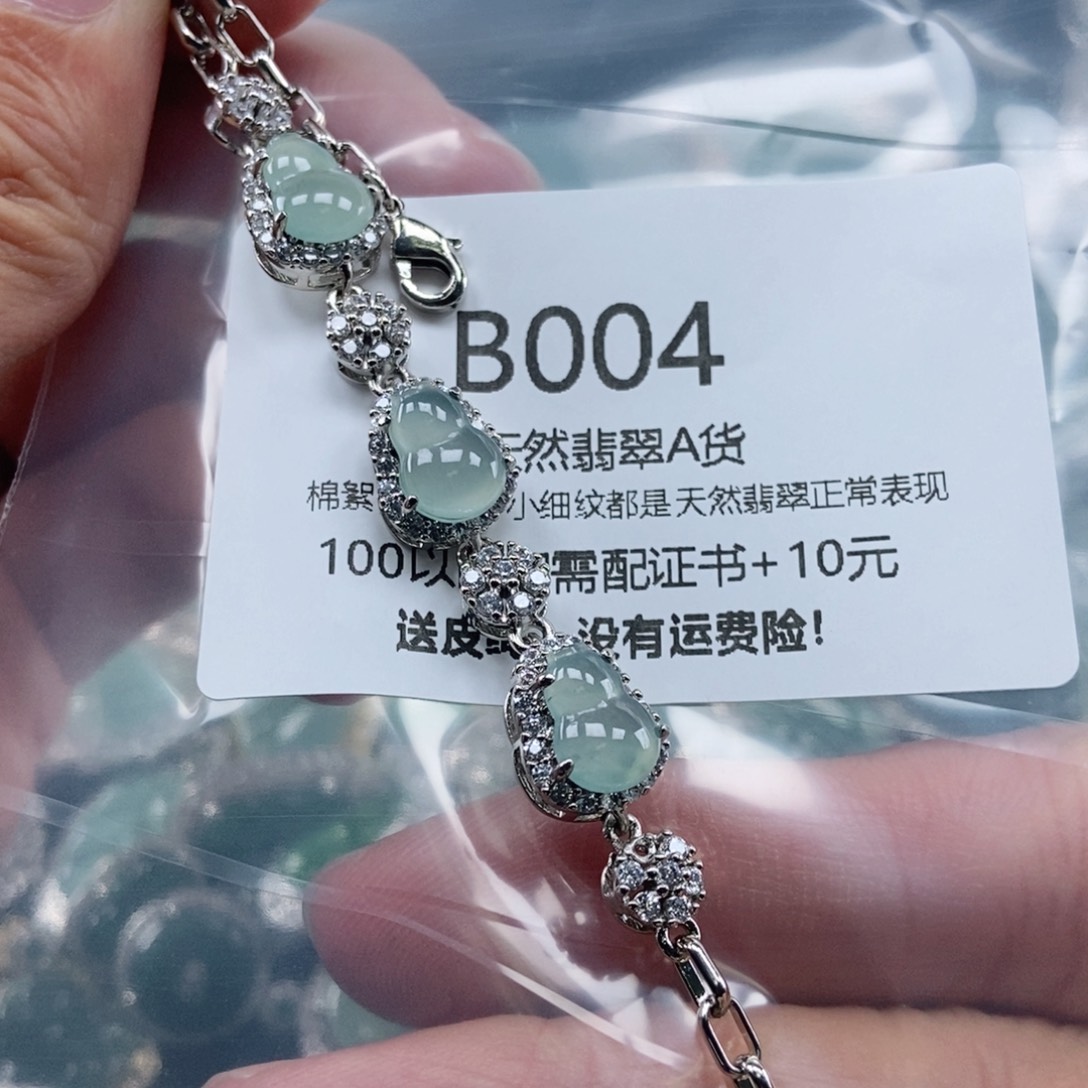 B004
天然翡翠A货
棉絮 小细纹都是天然翡翠正常表现
100以 需配证书+10元
送皮 没有运费险!